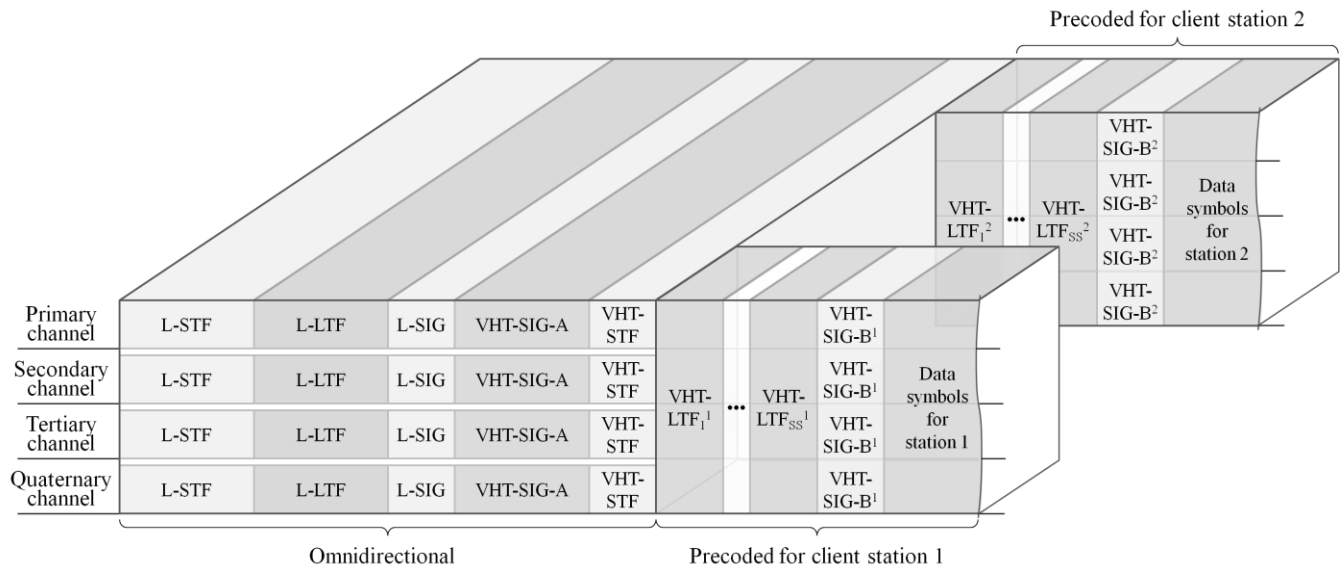 Precoded for client station 2
VHT-
SIG-B²
VHT-
SIG-B²
VHT-
SIG-B²
VHT-
SIG-B²
VHT-
LTF₁²
...
VHT-
LTFSS²
Data
symbols
for
station 2
Primary
channel
L-STF
L-LTF
L-SIG
VHT-SIG-A
VHT-
STF
Secondary
channel
L-STF
L-LTF
L-SIG
VHT-SIG-A
VHT-
STF
Tertiary
channel
L-STF
L-LTF
L-SIG
VHT-SIG-A
VHT-
STF
Quaternary
channel
L-STF
L-LTF
L-SIG
VHT-SIG-A
VHT-
STF
VHT-
LTF₁¹
...
VHT-
LTFSS¹
VHT-
SIG-B¹
VHT-
SIG-B¹
VHT-
SIG-B¹
VHT-
SIG-B¹
Data
symbols
for
station 1
Omnidirectional
Precoded for client station 1